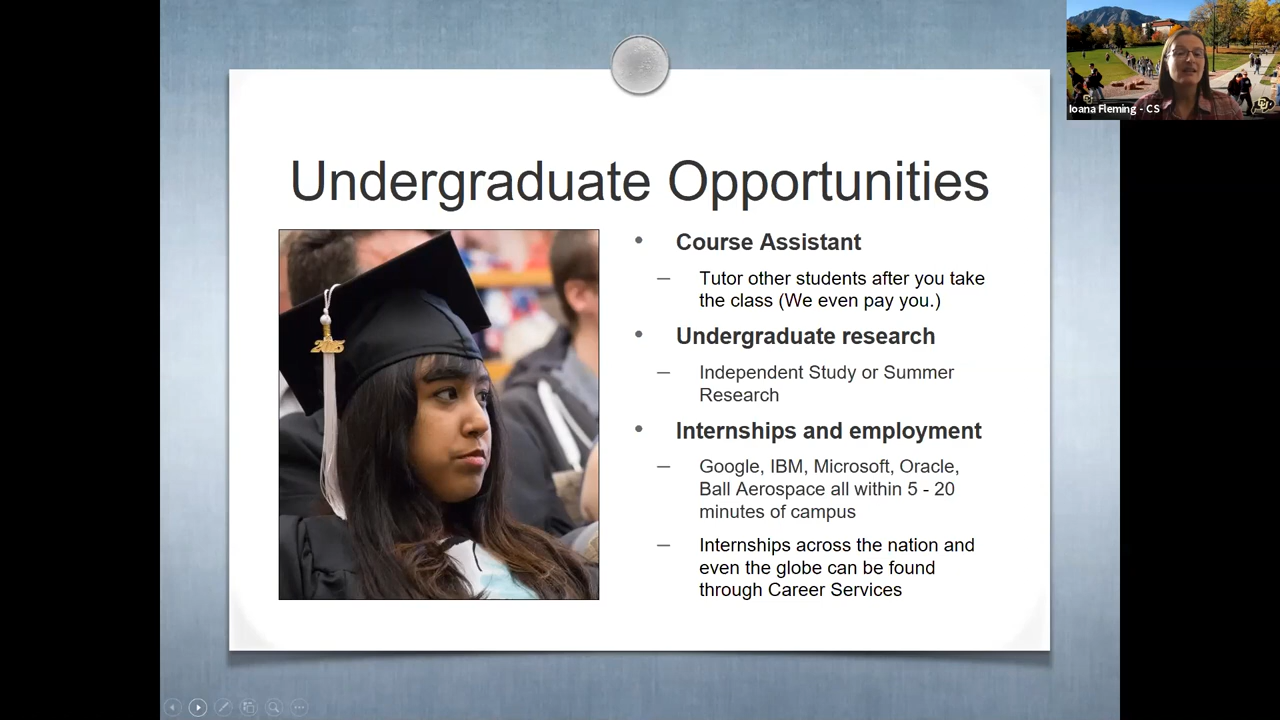 Ioana Fleming - CS
Undergraduate Opportunities
• Course Assistant
— Tutor other students after you take
the class (We even pay you.)
• Undergraduate research
— Independent Study or Summer
Research
• Internships and employment
— Google, IBM, Microsoft, Oracle,
Ball Aerospace all within 5 - 20
minutes of campus
— Internships across the nation and
even the globe can be found
through Career Services
2015
CU